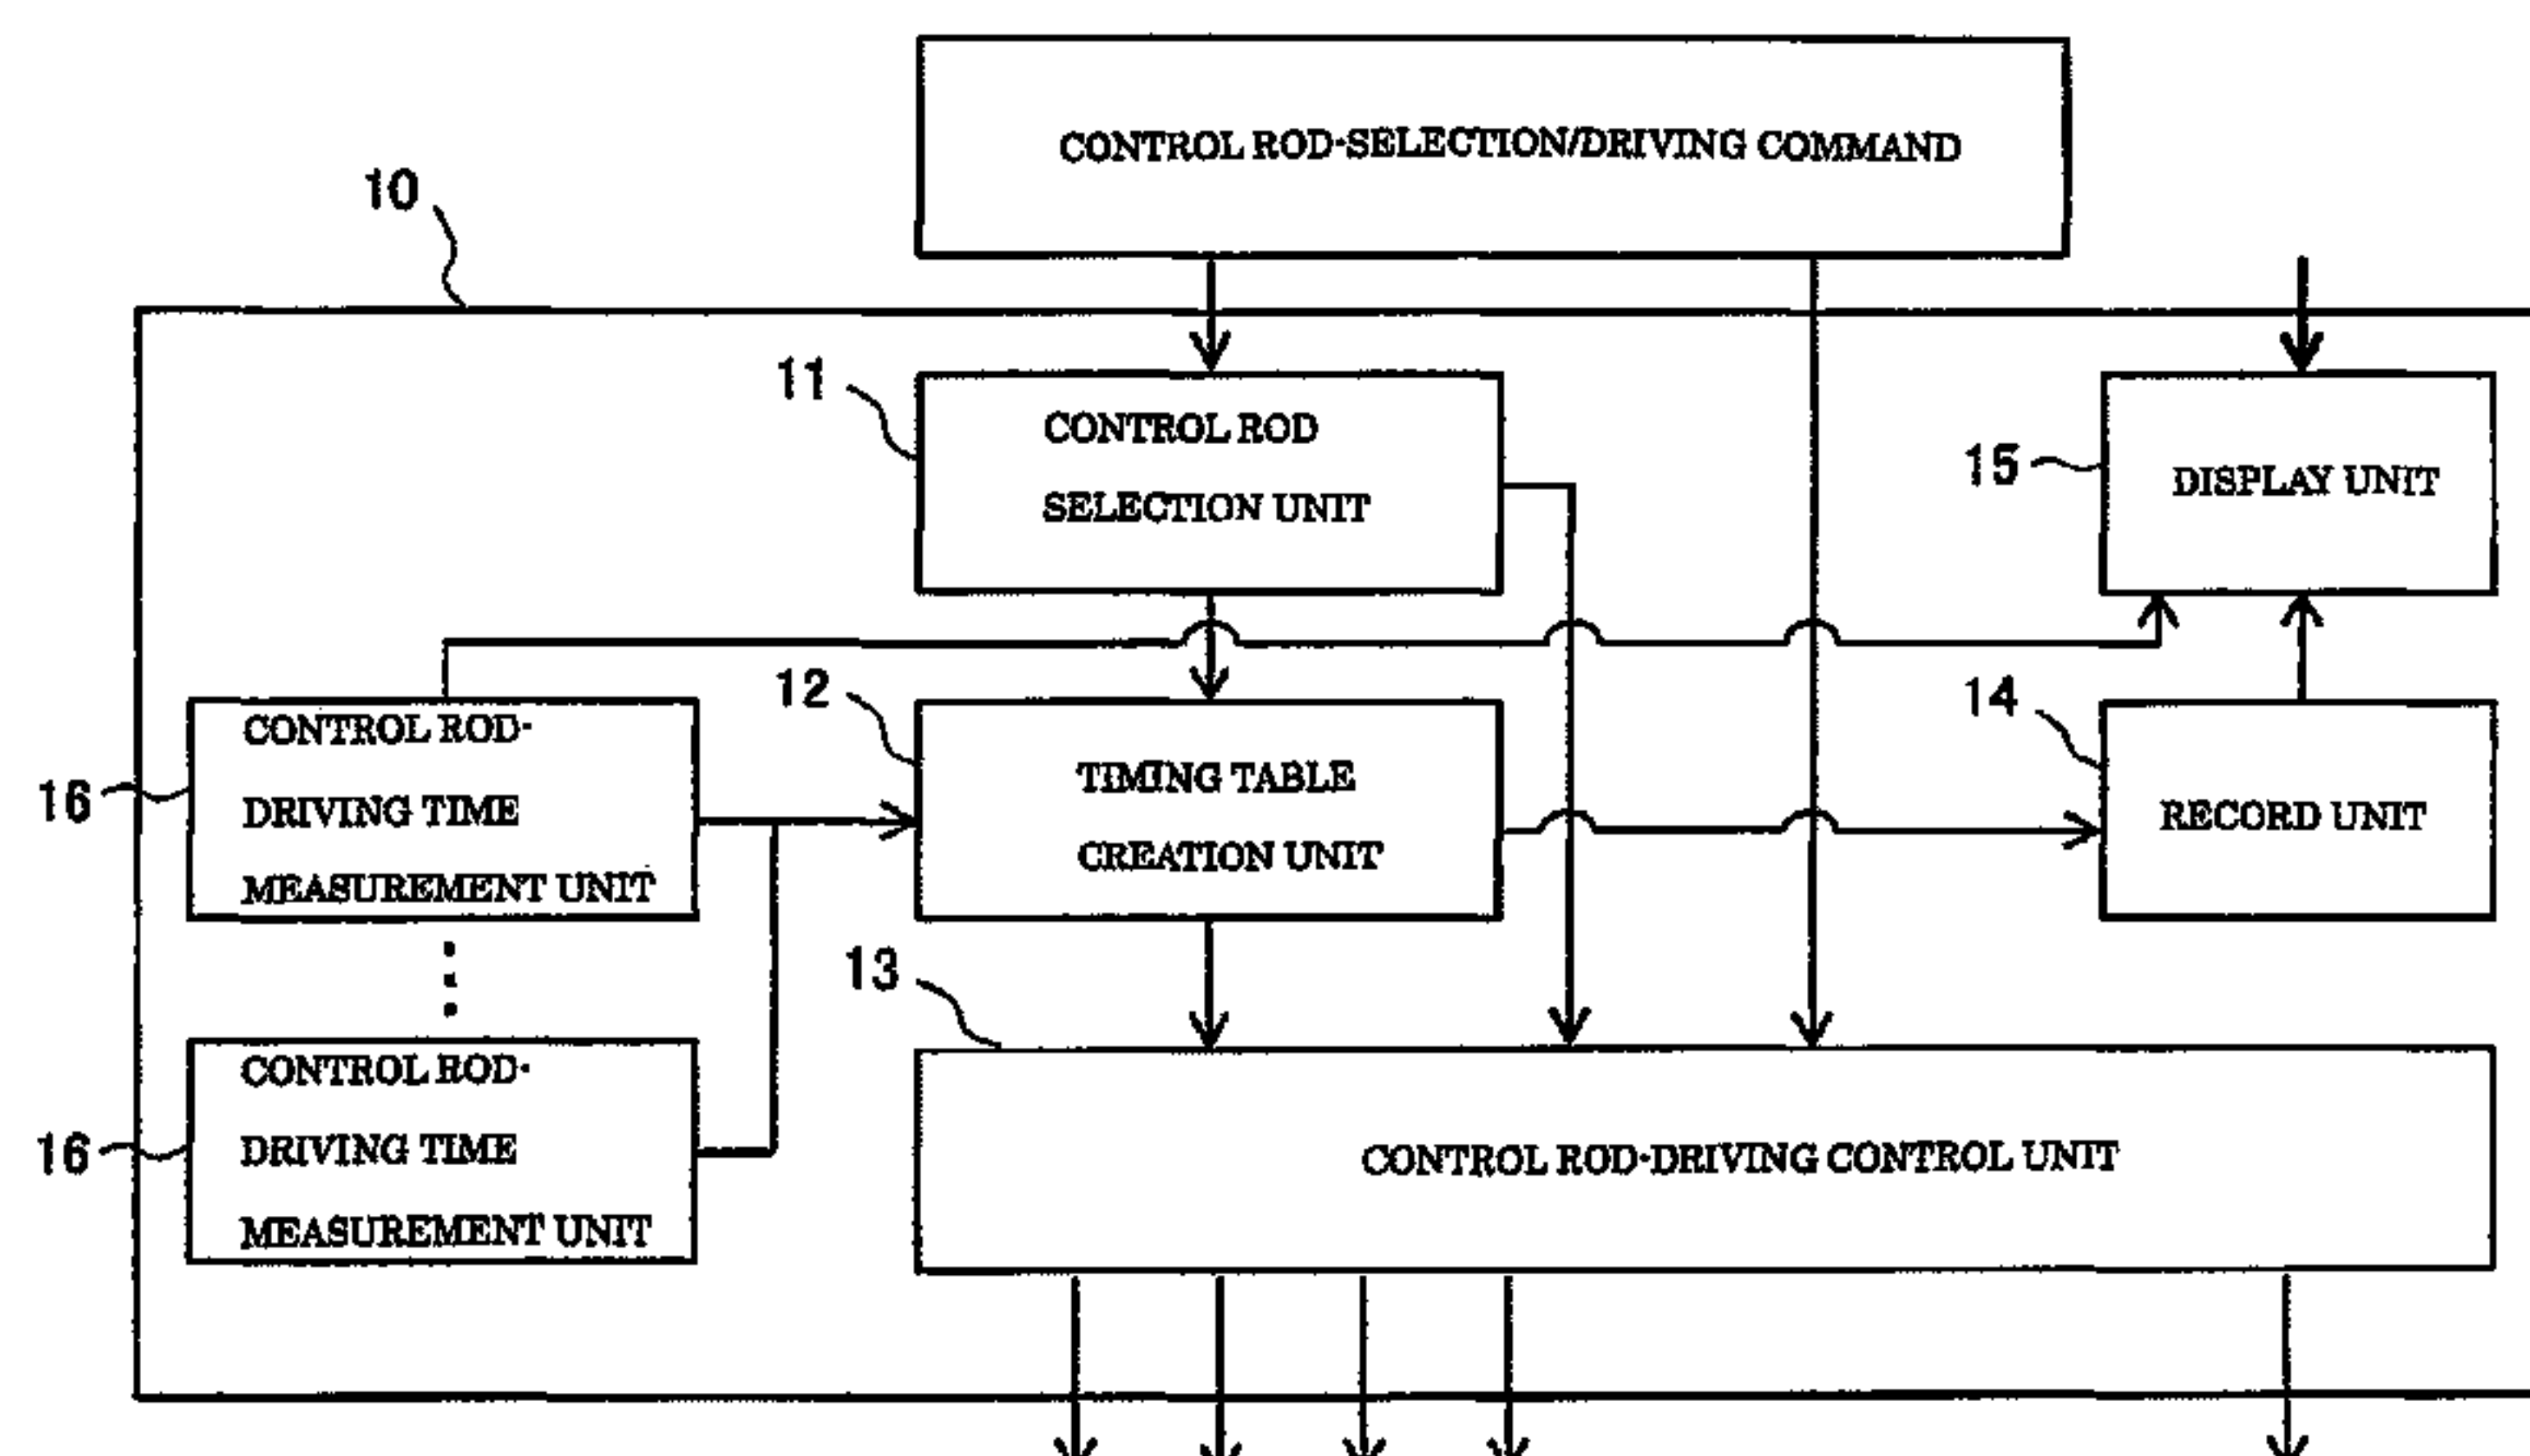 CONTROL ROD-SELECTION/DRIVING COMMAND
10
11
CONTROL ROD
SELECTION UNIT
15
DISPLAY UNIT
12
14
16
CONTROL ROD-
DRIVING TIME
MEASUREMENT UNIT
TIMING TABLE
CREATION UNIT
RECORD UNIT
13
16
CONTROL ROD-
DRIVING TIME
MEASUREMENT UNIT
CONTROL ROD-DRIVING CONTROL UNIT